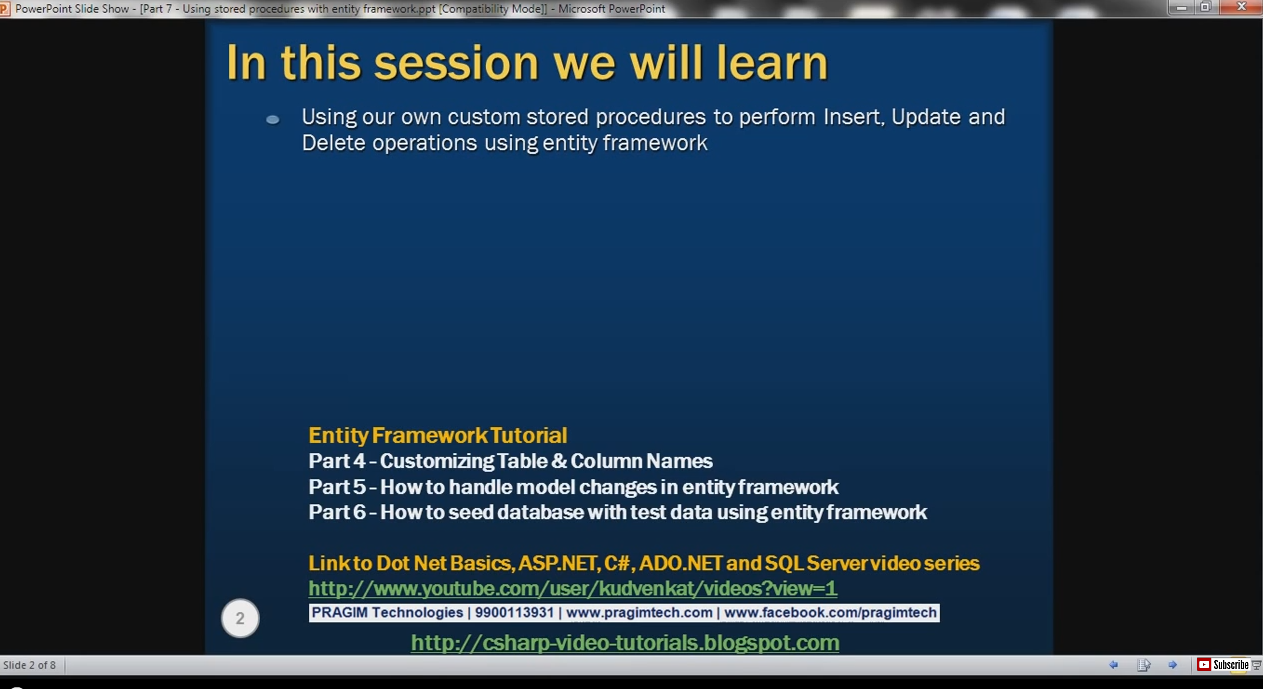 PowerPoint Slide Show - [Part 7 - Using stored procedures with entity framework.ppt [Compatibility Mode]] - Microsoft PowerPoint
In this session we will learn
Using our own custom stored procedures to perform Insert, Update and
Delete operations using entity framework
Entity Framework Tutorial
Part 4 - Customizing Table & Column Names
Part 5 - How to handle model changes in entity framework
Part 6 - How to seed database with test data using entity framework
Link to Dot Net Basics, ASP.NET, C#, ADO.NET and SQL Server video series
http://www.youtube.com/user/kudvenkat/videos?view=1
2
PRAGIM Technologies | 9900113931 | www.pragimtech.com | www.facebook.com/pragimtech
http://csharp-video-tutorials.blogspot.com
Slide 2 of 8
Subscribe